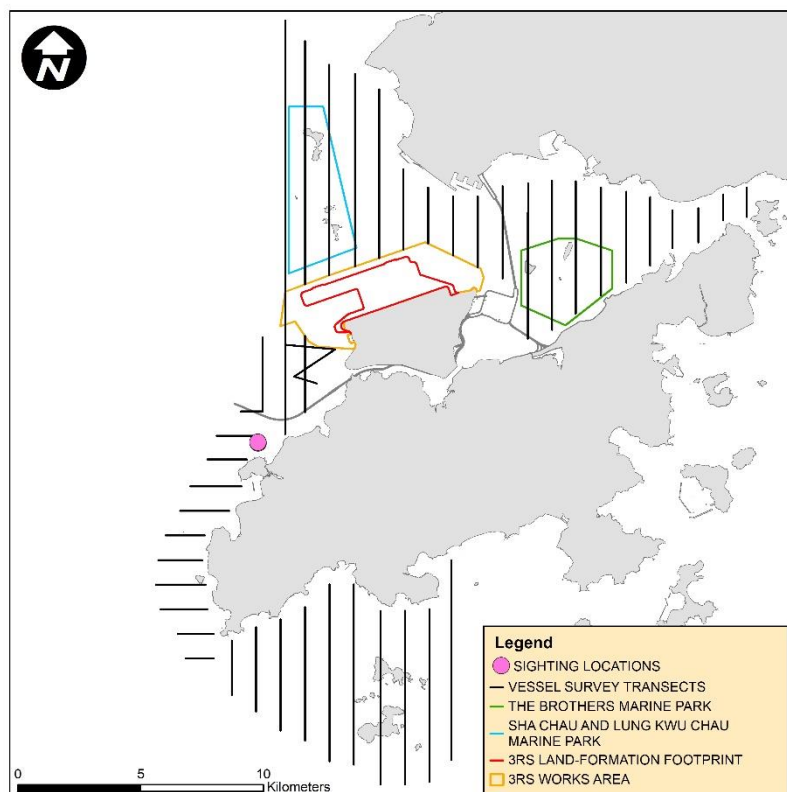 N
Legend
SIGHTING LOCATIONS
VESSEL SURVEY TRANSECTS
THE BROTHERS MARINE PARK
SHA CHAU AND LUNG KWU CHAU
MARINE PARK
3RS LAND-FORMATION FOOTPRINT
3RS WORKS AREA
0 5 10
Kilometers